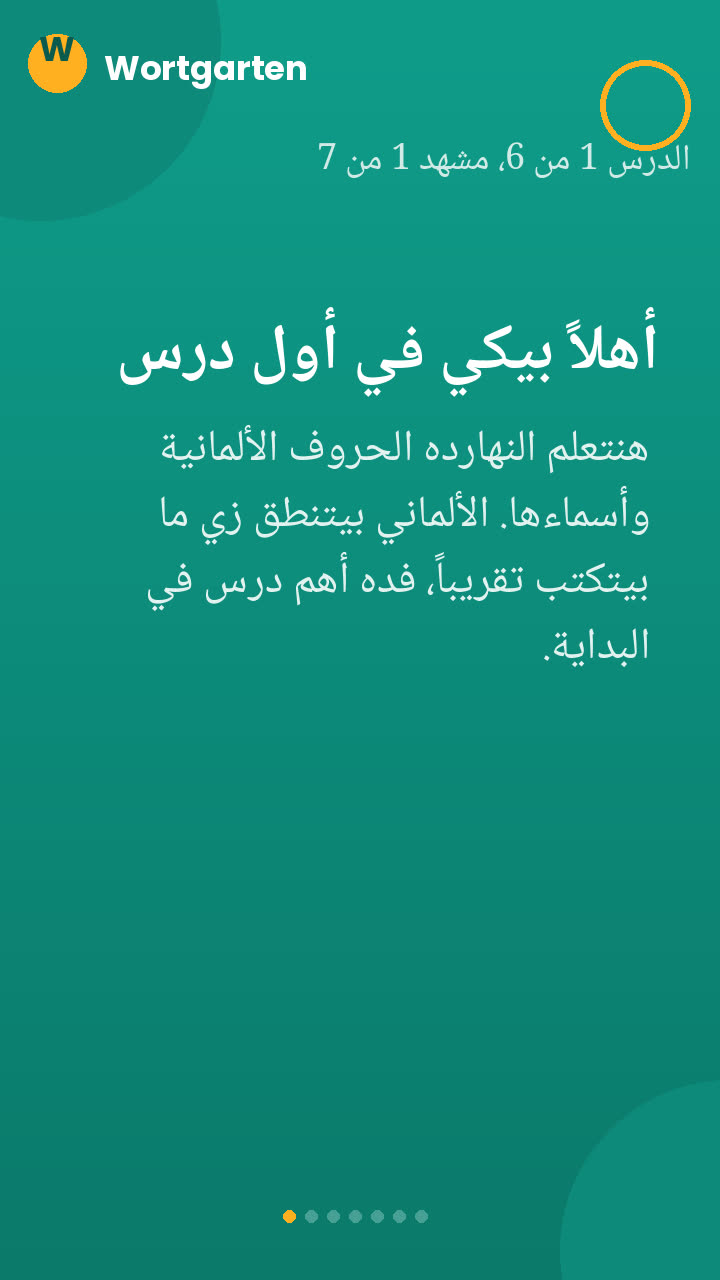 W
Wortgarten
الدرس 1 من 6، مشهد 1 من 7
أهلاً بيكي في أول درس
هنتعلم النهارده الحروف الألمانية
وأسماءها. الألماني بيتنطق زي ما
بيتكتب تقريباً، فده أهم درس في
البداية.